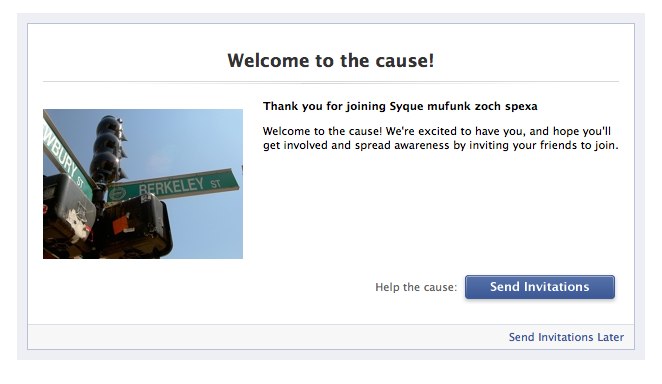 Welcome to the cause!
Thank you for joining Syque mufunk zoch spexa
Welcome to the cause! We're excited to have you, and hope you'll
get involved and spread awareness by inviting your friends to join.
WBURY ST
BERKELEY ST
Help the cause:
Send Invitations
Send Invitations Later